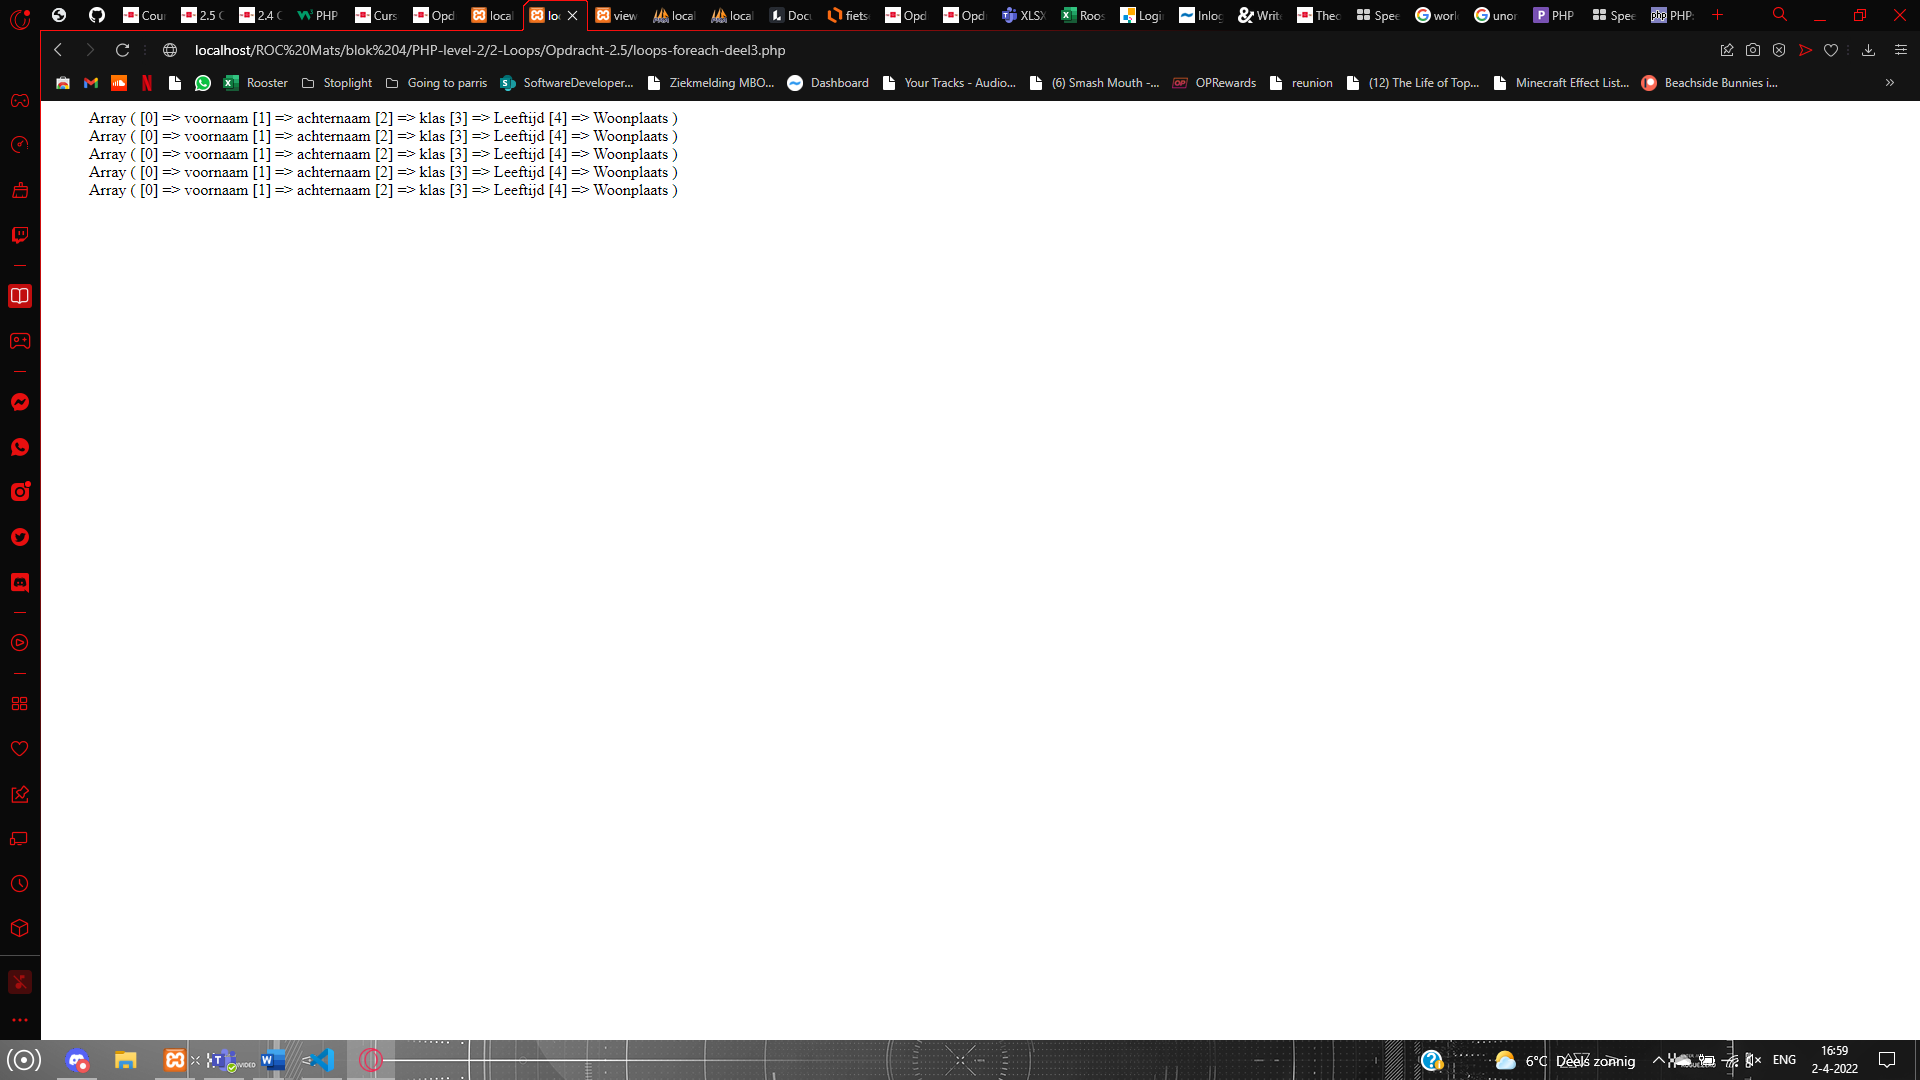 Cour 2.5 C 2.4 C PHP Curs Opd local lo view local local Docu fiets Opd Opd XLSX Roos Login Inlog Write Theo Spee worl unor PHP Spee PHP:
localhost/ROC%20Mats/blok%204/PHP-level-2/2-Loops/Opdracht-2.5/loops-foreach-deel3.php
Rooster Stoplight Going to parris SoftwareDeveloper... Ziekmelding MBO... Dashboard Your Tracks - Audio... (6) Smash Mouth -... OPRewards reunion (12) The Life of Top... Minecraft Effect List... Beachside Bunnies i...
Array ( [0] => voornaam [1] => achternaam [2] => klas [3] => Leeftijd [4] => Woonplaats )
Array ( [0] => voornaam [1] => achternaam [2] => klas [3] => Leeftijd [4] => Woonplaats )
Array ( [0] => voornaam [1] => achternaam [2] => klas [3] => Leeftijd [4] => Woonplaats )
Array ( [0] => voornaam [1] => achternaam [2] => klas [3] => Leeftijd [4] => Woonplaats )
Array ( [0] => voornaam [1] => achternaam [2] => klas [3] => Leeftijd [4] => Woonplaats )
6°C Deels zonnig ENG 16:59
2-4-2022